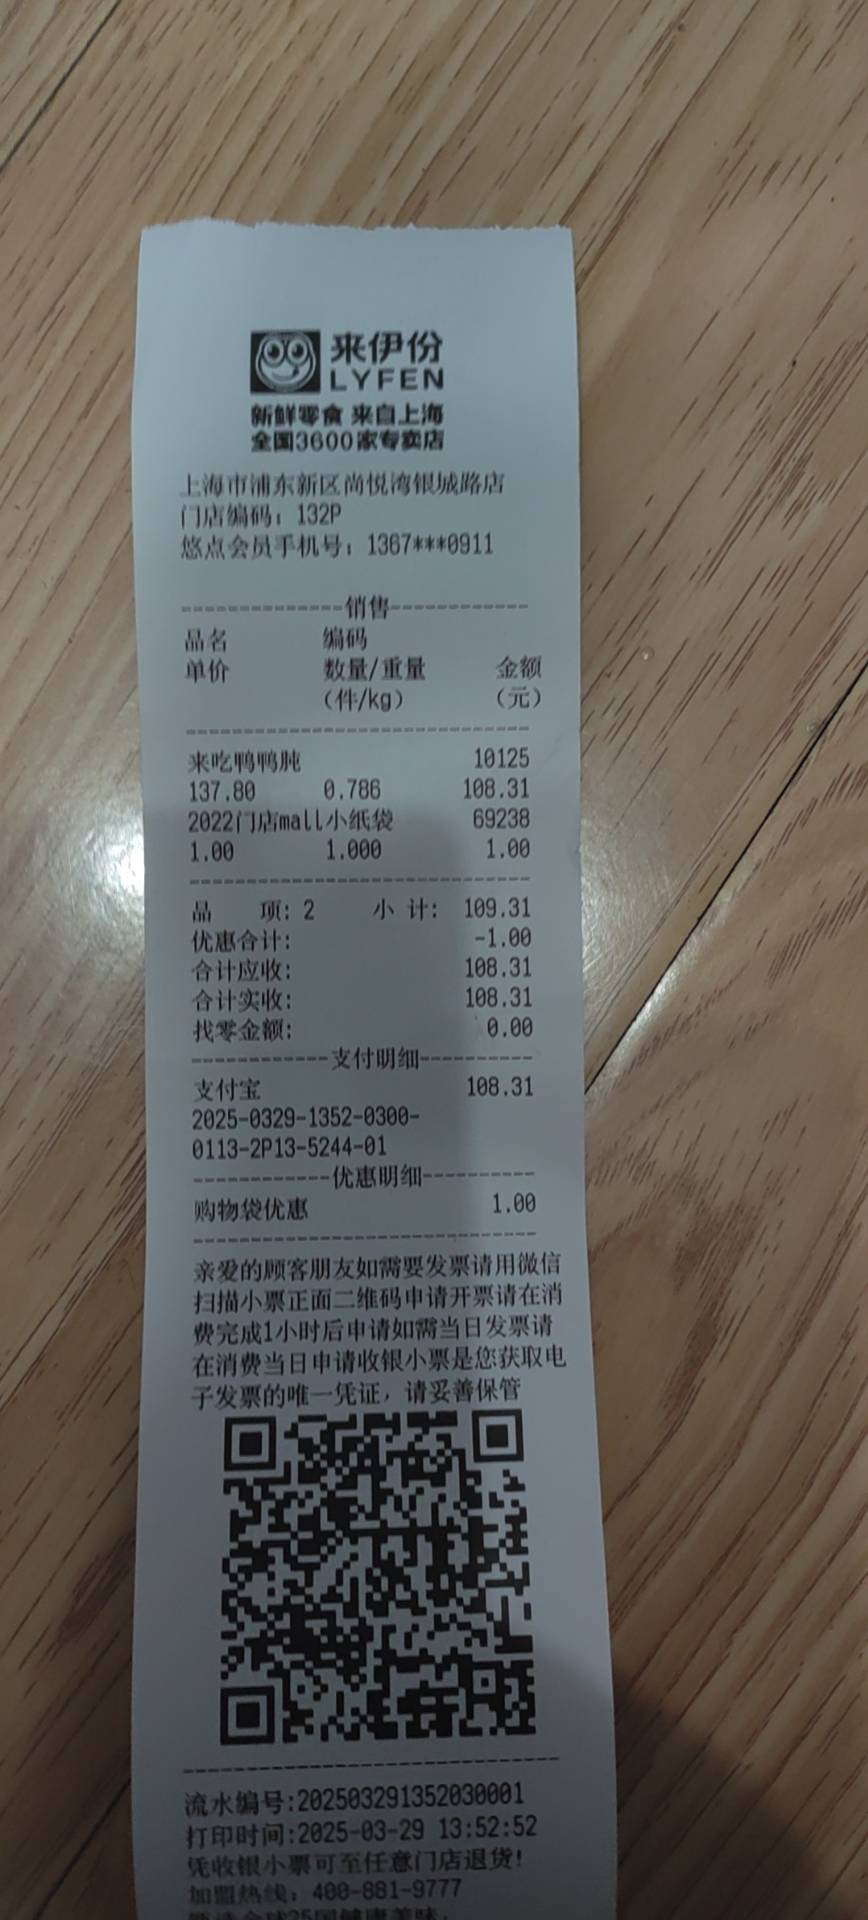 来伊份
LYFEN
新鲜零食 来自上海
全国3600家专卖店
上海市浦东新区尚悦湾银城路店
门店编码：132P
悠点会员手机号：1367***0911
--------------销售------------
品名 编码
单价 数量/重量 金额
（件/kg） （元）
来吃鸭鸭肫 10125
137.80 0.786 108.31
2022门店mall小纸袋 69238
1.00 1.000 1.00
品 项: 2 小 计: 109.31
优惠合计: -1.00
合计应收: 108.31
合计实收: 108.31
找零金额: 0.00
------------支付明细----------
支付宝 108.31
2025-0329-1352-0300-
0113-2P13-5244-01
------------优惠明细----------
购物袋优惠 1.00
亲爱的顾客朋友如需要发票请用微信
扫描小票正面二维码申请开票请在消
费完成1小时后申请如需当日发票请
在消费当日申请收银小票是您获取电
子发票的唯一凭证，请妥善保管
流水编号:202503291352030001
打印时间:2025-03-29 13:52:52
凭收银小票可至任意门店退货!
加盟热线：400-881-9777
甄选全球25国健康美味，